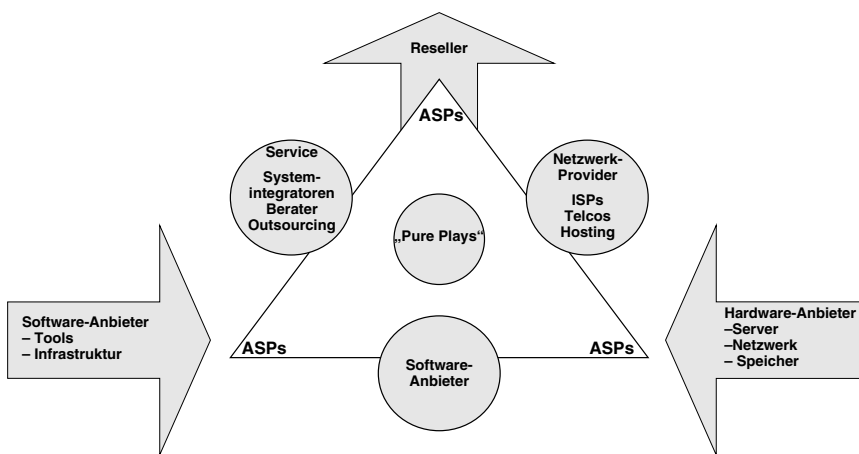 Reseller
ASPs
Service
System-
integratoren
Berater
Outsourcing
Netzwerk-
Provider
ISPs
Telcos
Hosting
„Pure Plays“
Software-Anbieter
– Tools
– Infrastruktur
Hardware-Anbieter
–Server
–Netzwerk
– Speicher
ASPs
ASPs
Software-
Anbieter